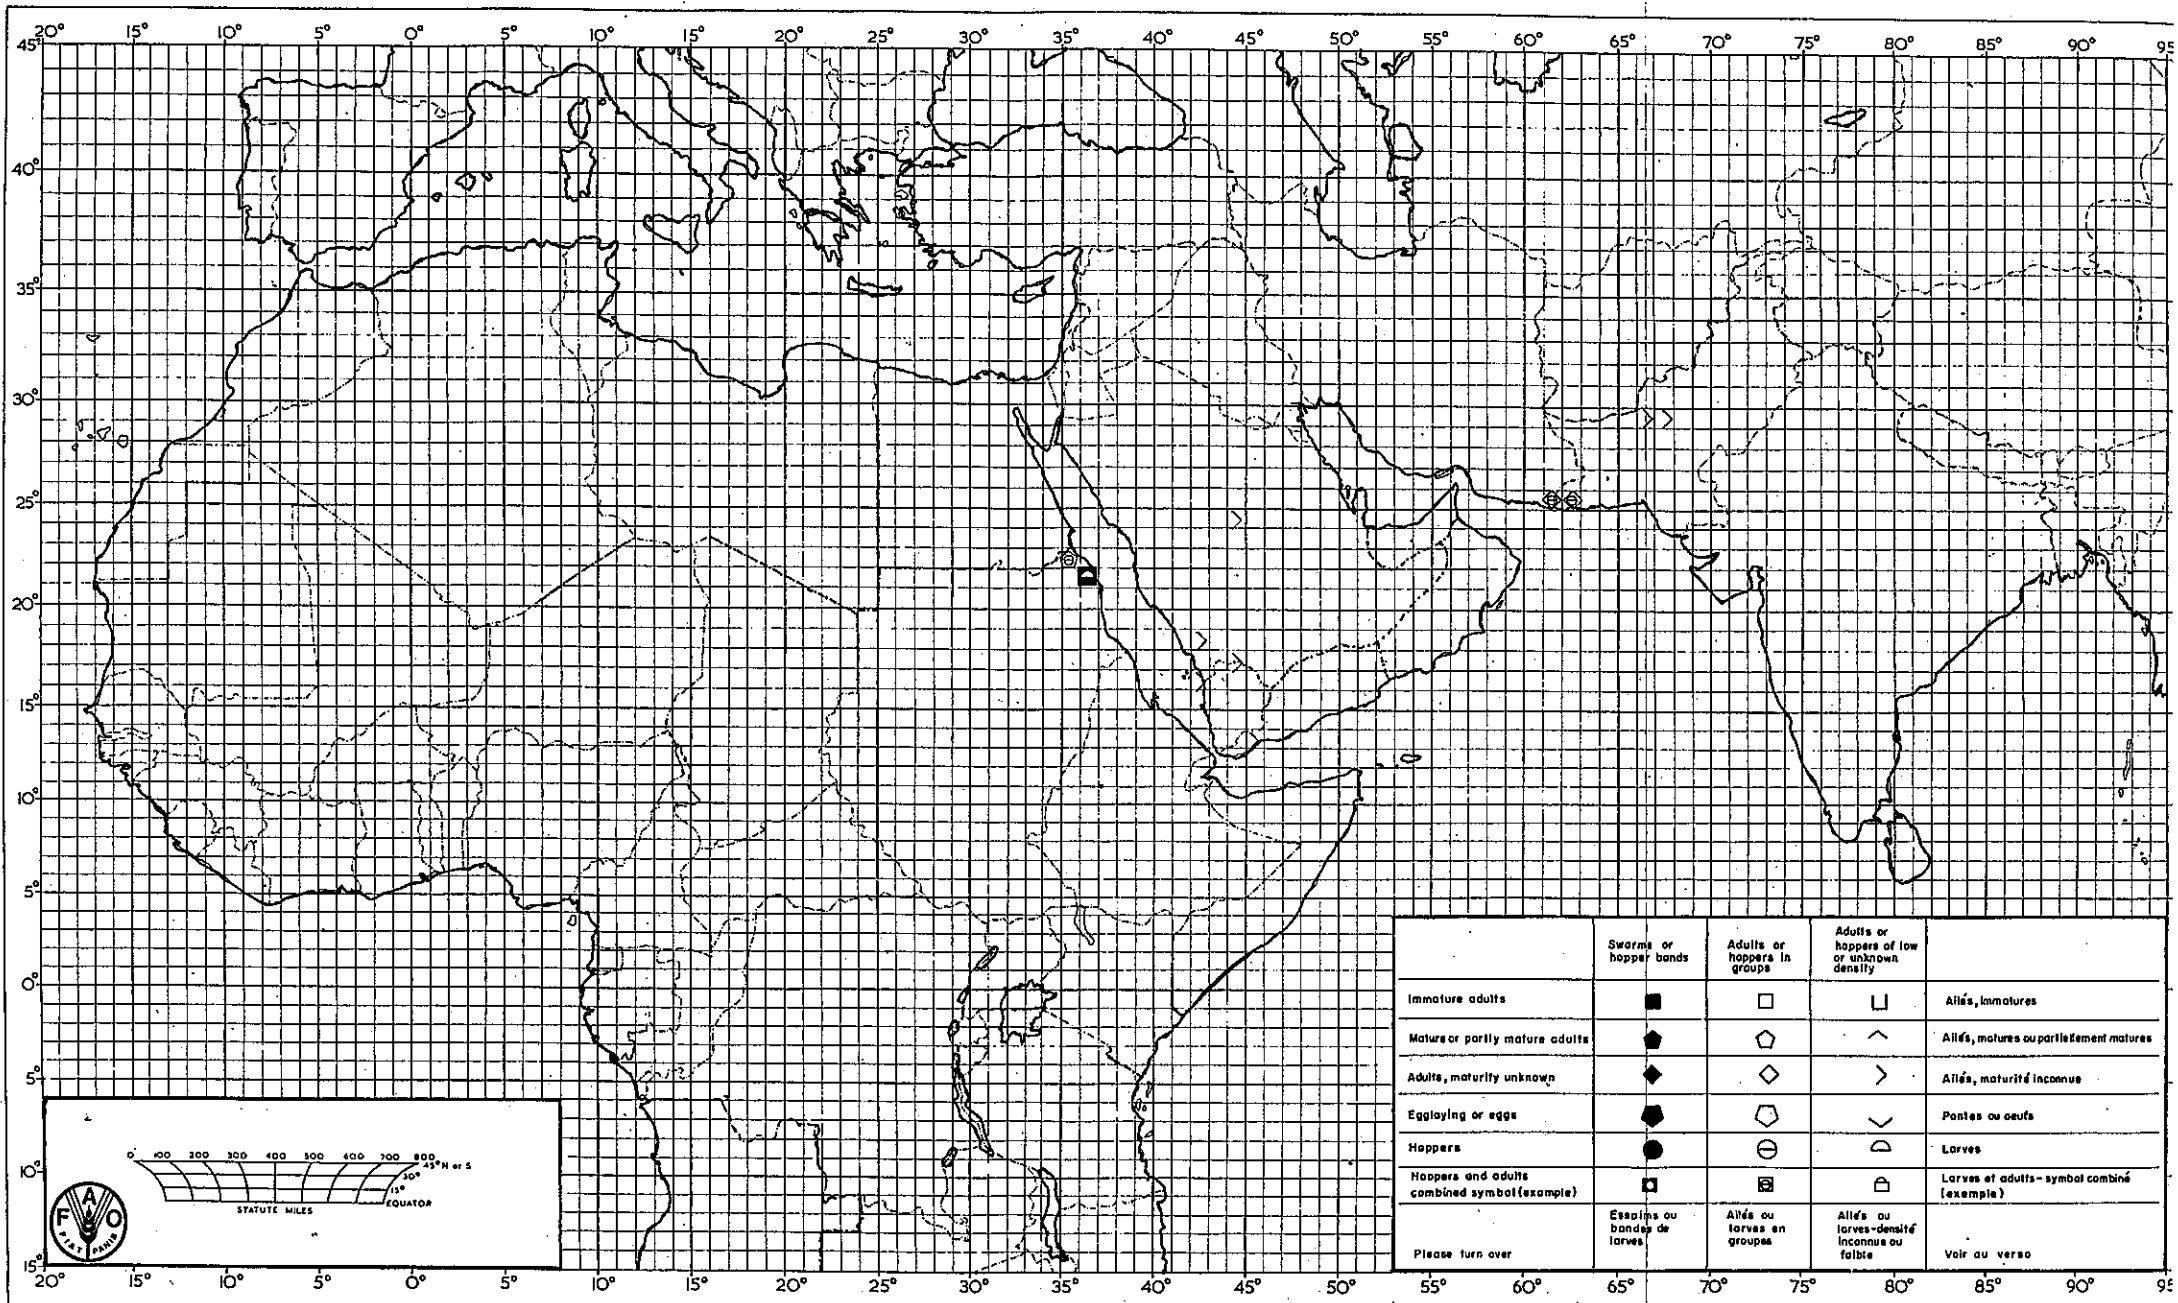 20° 15° 10° 5° 0° 5° 10° 15° 20° 25° 30° 35° 40° 45° 50° 55° 60° 65° 70° 75° 80° 85° 90° 95
45°
40°
35°
30°
25°
20°
15°
10°
5°
0°
5°
10°
15°
Swarms or hopper bands
Adults or hoppers in groups
Adults or hoppers of low or unknown density
Immature adults
Ailés, immatures
Mature or partly mature adults
Ailés, matures ou partiellement matures
Adults, maturity unknown
Ailés, maturité inconnue
Egglaying or eggs
Pontes ou oeufs
Hoppers
Larves
Hoppers and adults combined symbol (example)
Larves et adults - symbol combiné (exemple)
Essaims ou bandes de larves
Ailés ou larves en groupes
Ailés ou larves-densité inconnue ou faible
Please turn over
Voir au verso
0 100 200 300 400 500 600 700 800
45° N or S
30°
15°
EQUATOR
STATUTE MILES
F A O
FIAT PANIS
20° 15° 10° 5° 0° 5° 10° 15° 20° 25° 30° 35° 40° 45° 50° 55° 60° 65° 70° 75° 80° 85° 90° 95